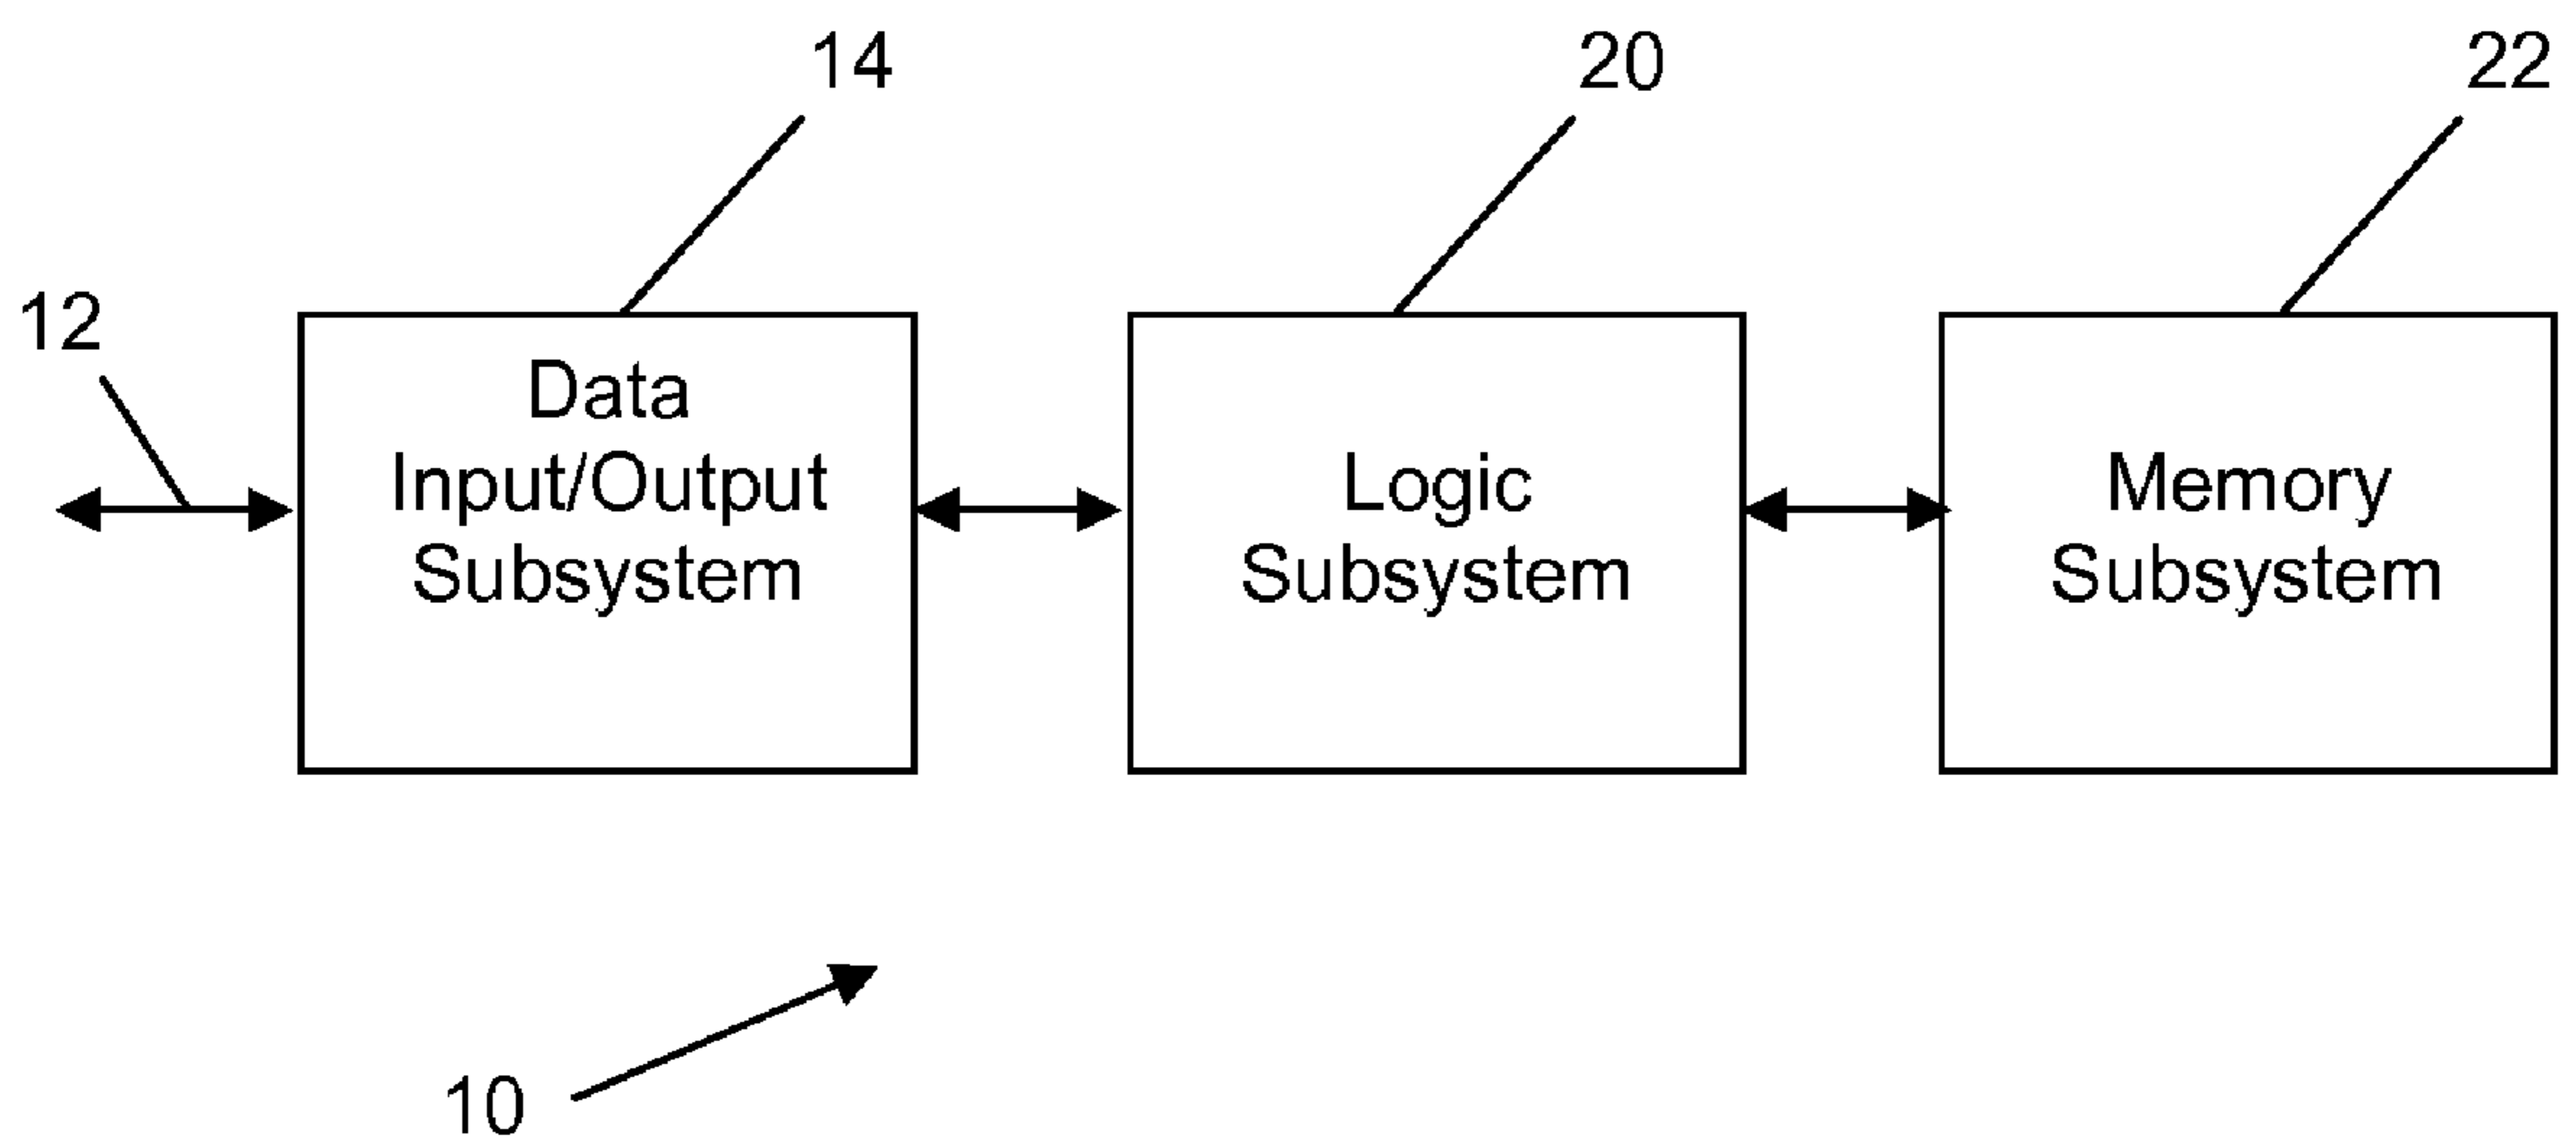 14
20
22
12
Data
Input/Output
Subsystem
Logic
Subsystem
Memory
Subsystem
10